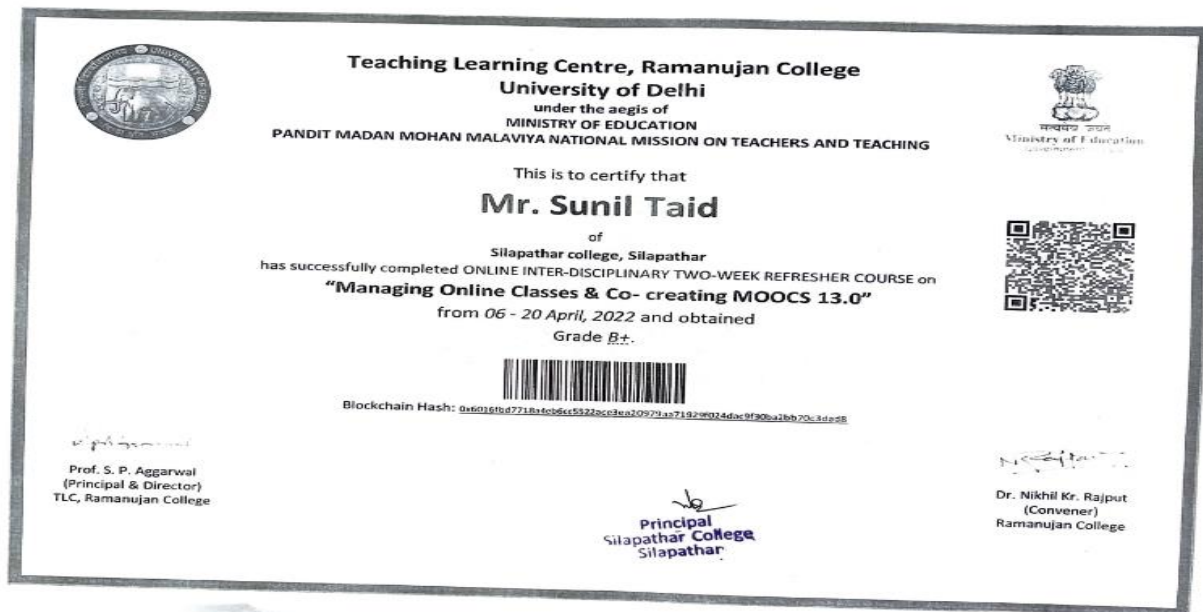 Teaching Learning Centre, Ramanujan College
University of Delhi
under the aegis of
MINISTRY OF EDUCATION
PANDIT MADAN MOHAN MALAVIYA NATIONAL MISSION ON TEACHERS AND TEACHING
सत्यमेव जयते
Ministry of Education
This is to certify that
Mr. Sunil Taid
of
Silapathar college, Silapathar
has successfully completed ONLINE INTER-DISCIPLINARY TWO-WEEK REFRESHER COURSE on
“Managing Online Classes & Co- creating MOOCS 13.0”
from 06 - 20 April, 2022 and obtained
Grade B+.
Blockchain Hash:
Prof. S. P. Aggarwal
(Principal & Director)
TLC, Ramanujan College
Principal
Silapathar College
Silapathar
Dr. Nikhil Kr. Rajput
(Convener)
Ramanujan College